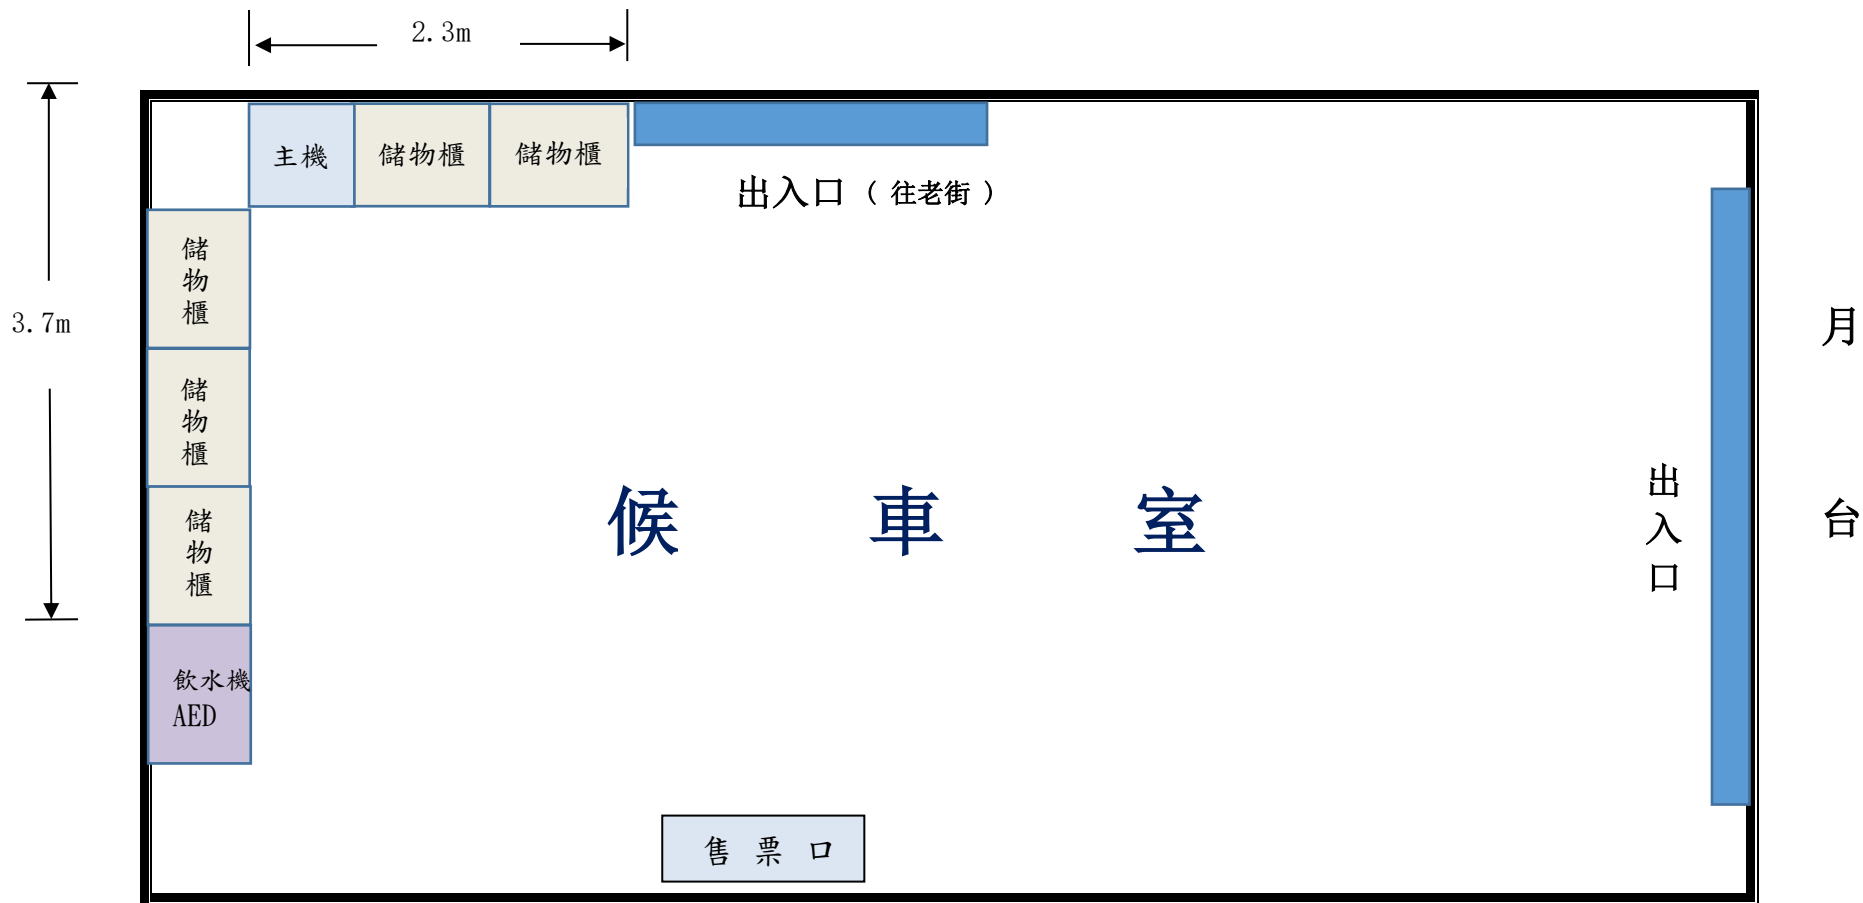 2.3m
主機
儲物櫃
儲物櫃
出入口（往老街）
儲物櫃
3.7m
儲物櫃
儲物櫃
飲水機
AED
候車室
出入口
月台
售票口